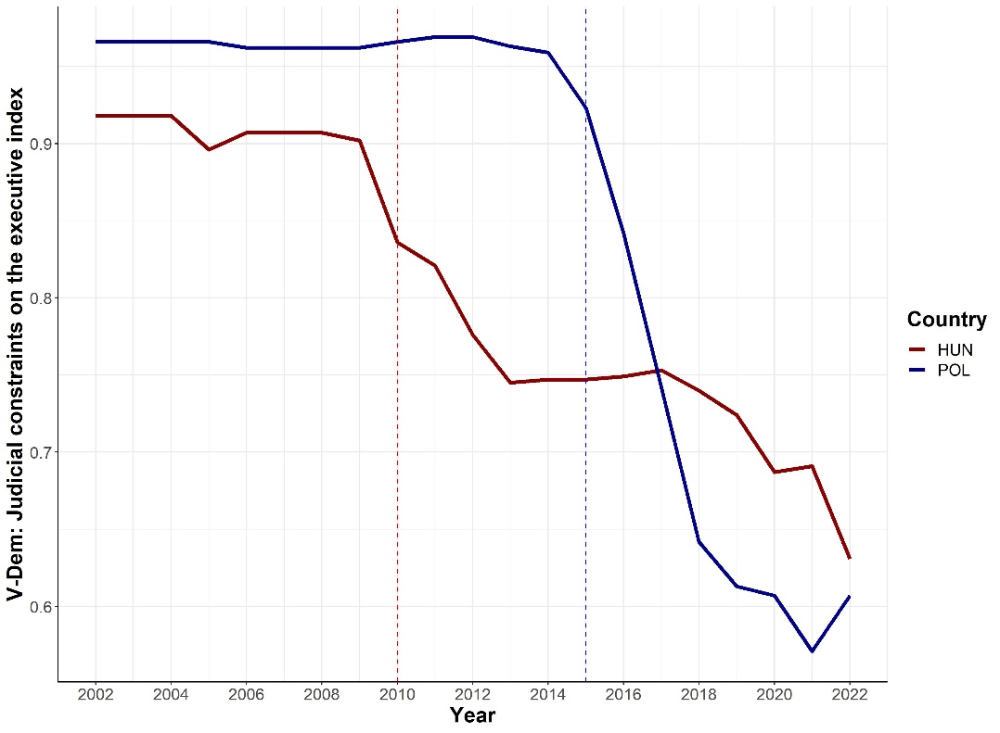 V-Dem: Judicial constraints on the executive index
0.9
0.8
0.7
0.6
2002 2004 2006 2008 2010 2012 2014 2016 2018 2020 2022
Year
Country
HUN
POL